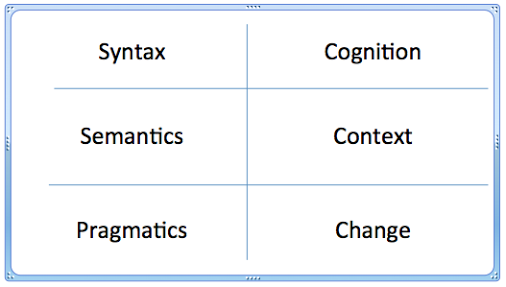 Syntax Cognition
Semantics Context
Pragmatics Change